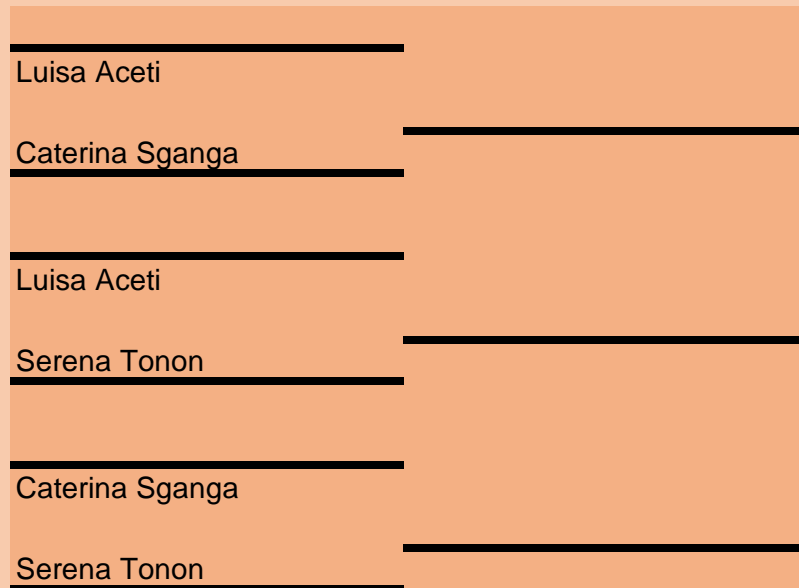 Luisa Aceti
Caterina Sganga
Luisa Aceti
Serena Tonon
Caterina Sganga
Serena Tonon